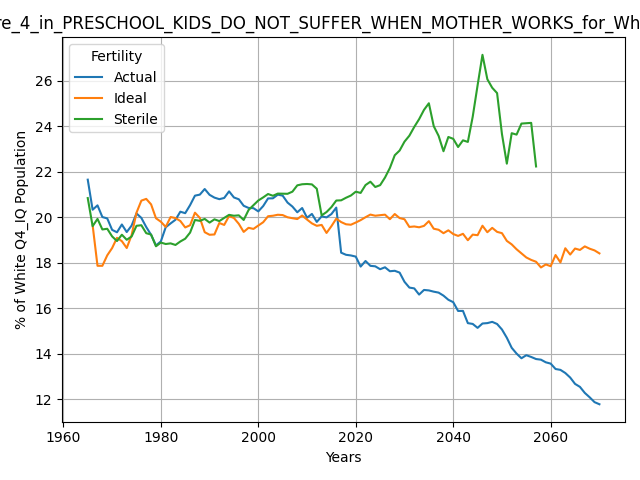 re_4_in_PRESCHOOL_KIDS_DO_NOT_SUFFER_WHEN_MOTHER_WORKS_for_Wh
Fertility
Actual
Ideal
Sterile
% of White Q4_IQ Population
26
24
22
20
18
16
14
12
1960 1980 2000 2020 2040 2060
Years